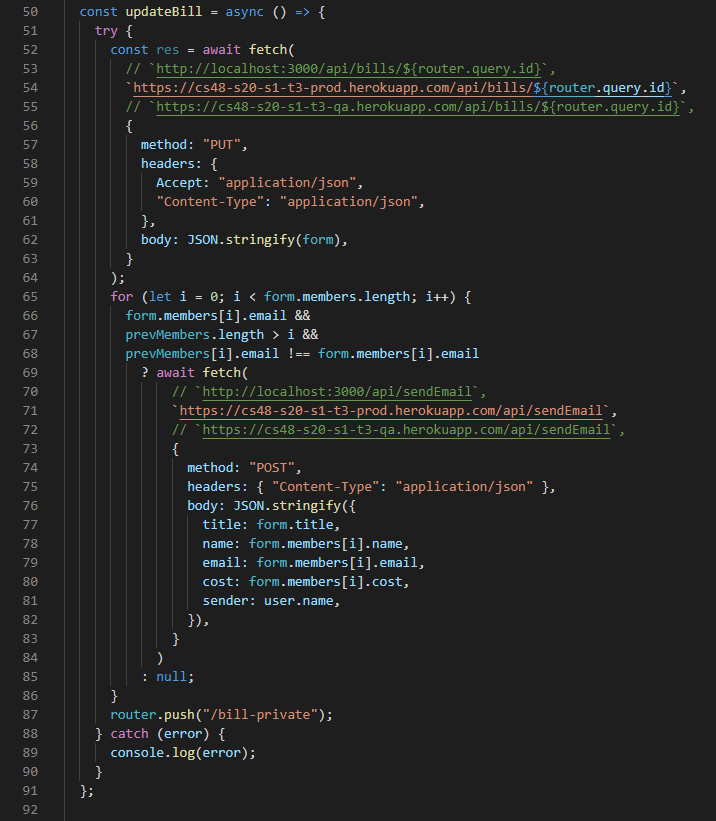 50 const updateBill = async () => {
51 try {
52 const res = await fetch(
53 // `http://localhost:3000/api/bills/${router.query.id}`,
54 `https://cs48-s20-s1-t3-prod.herokuapp.com/api/bills/${router.query.id}`,
55 // `https://cs48-s20-s1-t3-qa.herokuapp.com/api/bills/${router.query.id}`,
56 {
57 method: "PUT",
58 headers: {
59 Accept: "application/json",
60 "Content-Type": "application/json",
61 },
62 body: JSON.stringify(form),
63 }
64 );
65 for (let i = 0; i < form.members.length; i++) {
66 form.members[i].email &&
67 prevMembers.length > i &&
68 prevMembers[i].email !== form.members[i].email
69 ? await fetch(
70 // `http://localhost:3000/api/sendEmail`,
71 `https://cs48-s20-s1-t3-prod.herokuapp.com/api/sendEmail`,
72 // `https://cs48-s20-s1-t3-qa.herokuapp.com/api/sendEmail`,
73 {
74 method: "POST",
75 headers: { "Content-Type": "application/json" },
76 body: JSON.stringify({
77 title: form.title,
78 name: form.members[i].name,
79 email: form.members[i].email,
80 cost: form.members[i].cost,
81 sender: user.name,
82 }),
83 }
84 )
85 : null;
86 }
87 router.push("/bill-private");
88 } catch (error) {
89 console.log(error);
90 }
91 };
92